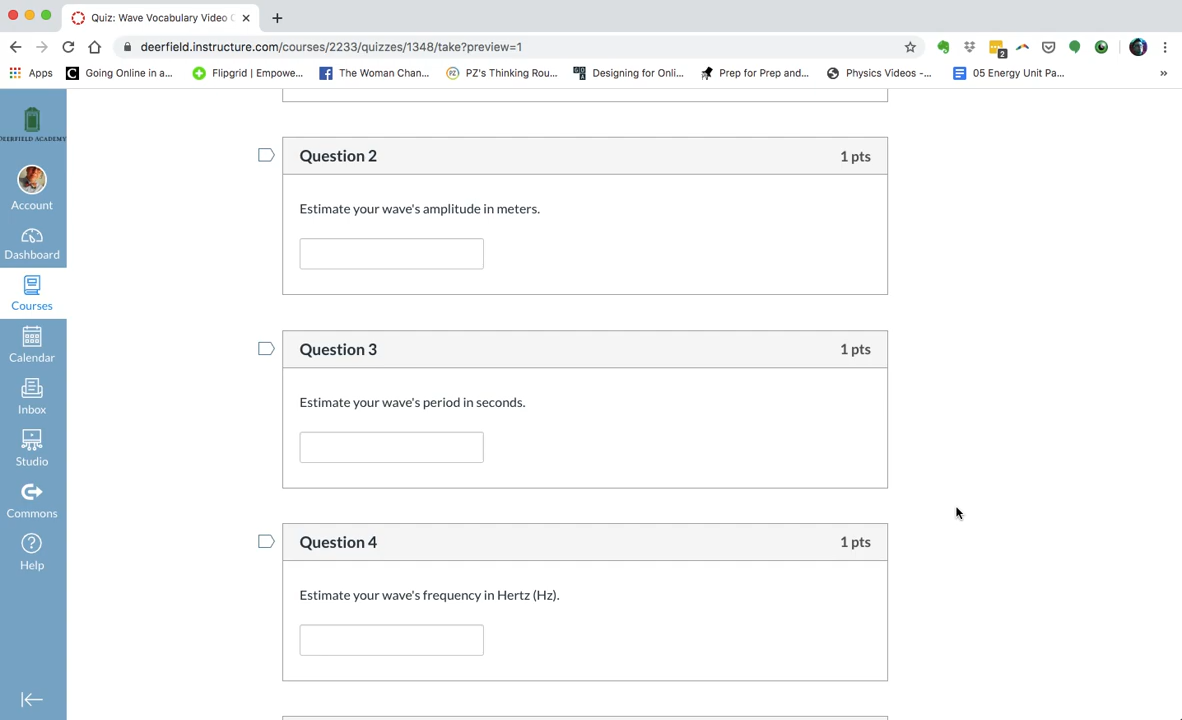 Quiz: Wave Vocabulary Video
deerfield.instructure.com/courses/2233/quizzes/1348/take?preview=1
2
Apps
Going Online in a...
Flipgrid | Empowe...
The Woman Chan...
PZ's Thinking Rou...
Designing for Onli...
Prep for Prep and...
Physics Videos -...
05 Energy Unit Pa...
»
DEERFIELD ACADEMY
Account
Dashboard
Courses
Calendar
Inbox
Studio
Commons
Help
Question 2
1 pts
Estimate your wave's amplitude in meters.
Question 3
1 pts
Estimate your wave's period in seconds.
Question 4
1 pts
Estimate your wave's frequency in Hertz (Hz).